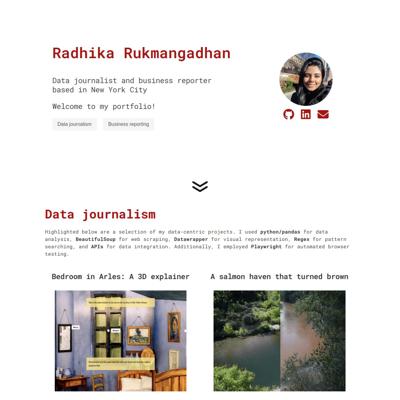 Radhika Rukmangadhan
Data journalist and business reporter
based in New York City
Welcome to my portfolio!
Data journalism
Business reporting
Data journalism
Highlighted below are a selection of my data-centric projects. I used python/pandas for data
analysis, BeautifulSoup for web scraping, Datawrapper for visual representation, Regex for pattern
searching, and APIs for data integration. Additionally, I employed Playwright for automated browser
testing.
Bedroom in Arles: A 3D explainer
A salmon haven that turned brown